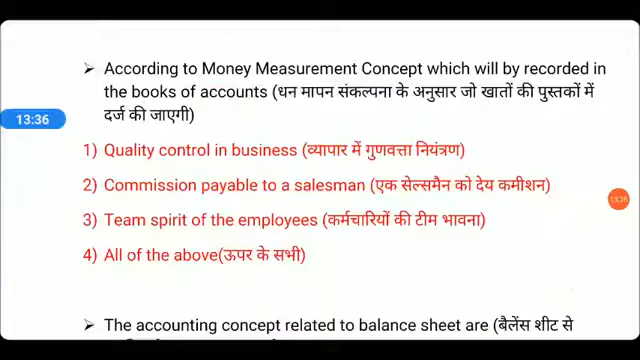 ➢ According to Money Measurement Concept which will by recorded in
the books of accounts (धन मापन संकल्पना के अनुसार जो खातों की पुस्तकों में
दर्ज की जाएगी)
13:36
1) Quality control in business (व्यापार में गुणवत्ता नियंत्रण)
2) Commission payable to a salesman (एक सेल्समैन को देय कमीशन)
3) Team spirit of the employees (कर्मचारियों की टीम भावना)
4) All of the above(ऊपर के सभी)
➢ The accounting concept related to balance sheet are (बैलेंस शीट से